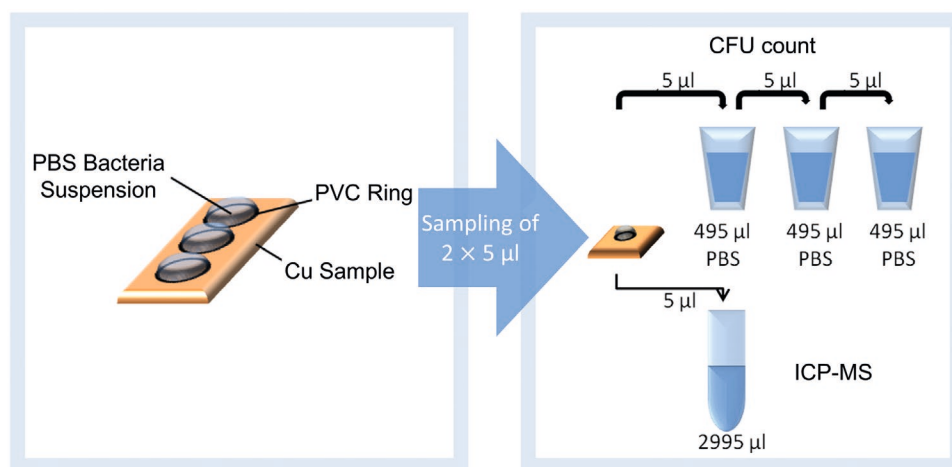 PBS Bacteria
Suspension
PVC Ring
Cu Sample
Sampling of
2 × 5 µl
CFU count
5 µl
5 µl
5 µl
495 µl
PBS
495 µl
PBS
495 µl
PBS
5 µl
ICP-MS
2995 µl